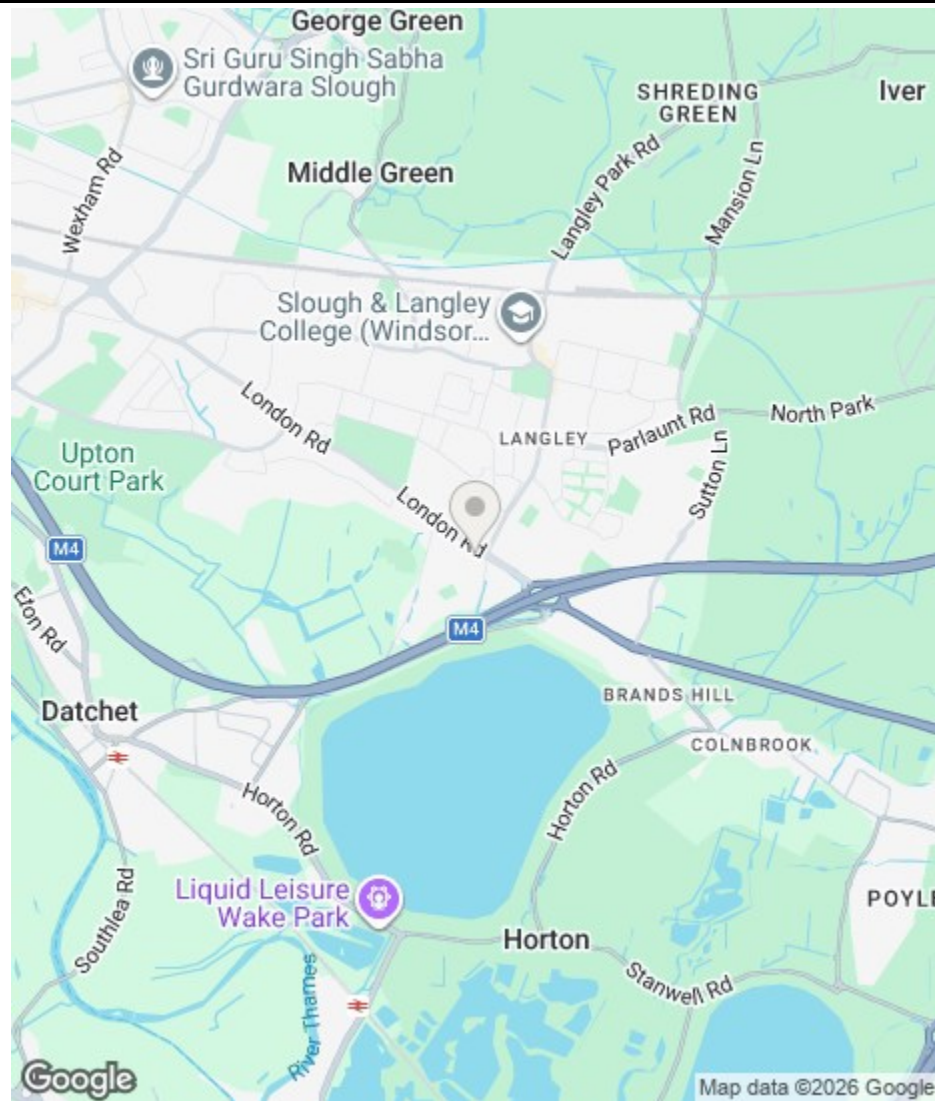 George Green
Sri Guru Singh Sabha
Gurdwara Slough
SHREDING
GREEN
Iver
Middle Green
Wexham Rd
Langley Park Rd
Mansion Ln
Slough & Langley
College (Windsor...
London Rd
LANGLEY
Parlaunt Rd
North Park
Upton
Court Park
London Rd
Sutton Ln
M4
Eton Rd
M4
BRANDS HILL
Datchet
COLNBROOK
Horton Rd
Horton Rd
Liquid Leisure
Wake Park
POYLE
Southlea Rd
Horton
Stanwell Rd
River Thames
Google
Map data ©2026 Google